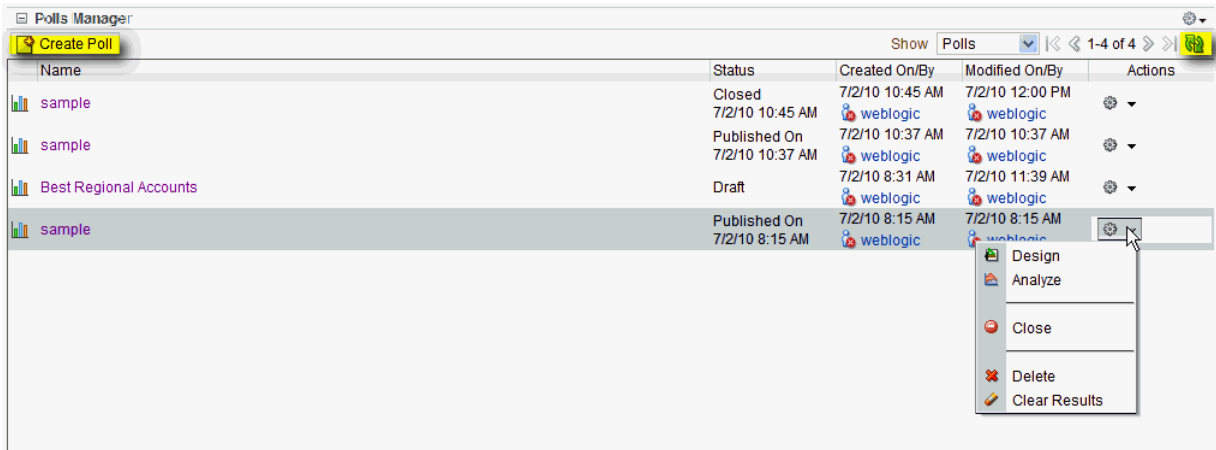 Polls Manager
Create Poll
Show Polls 1-4 of 4
Name Status Created On/By Modified On/By Actions
sample Closed 7/2/10 10:45 AM 7/2/10 10:45 AM weblogic 7/2/10 12:00 PM weblogic
sample Published On 7/2/10 10:37 AM 7/2/10 10:37 AM weblogic 7/2/10 10:37 AM weblogic
Best Regional Accounts Draft 7/2/10 8:31 AM weblogic 7/2/10 11:39 AM weblogic
sample Published On 7/2/10 8:15 AM 7/2/10 8:15 AM weblogic 7/2/10 8:15 AM weblogic
Design
Analyze
Close
Delete
Clear Results